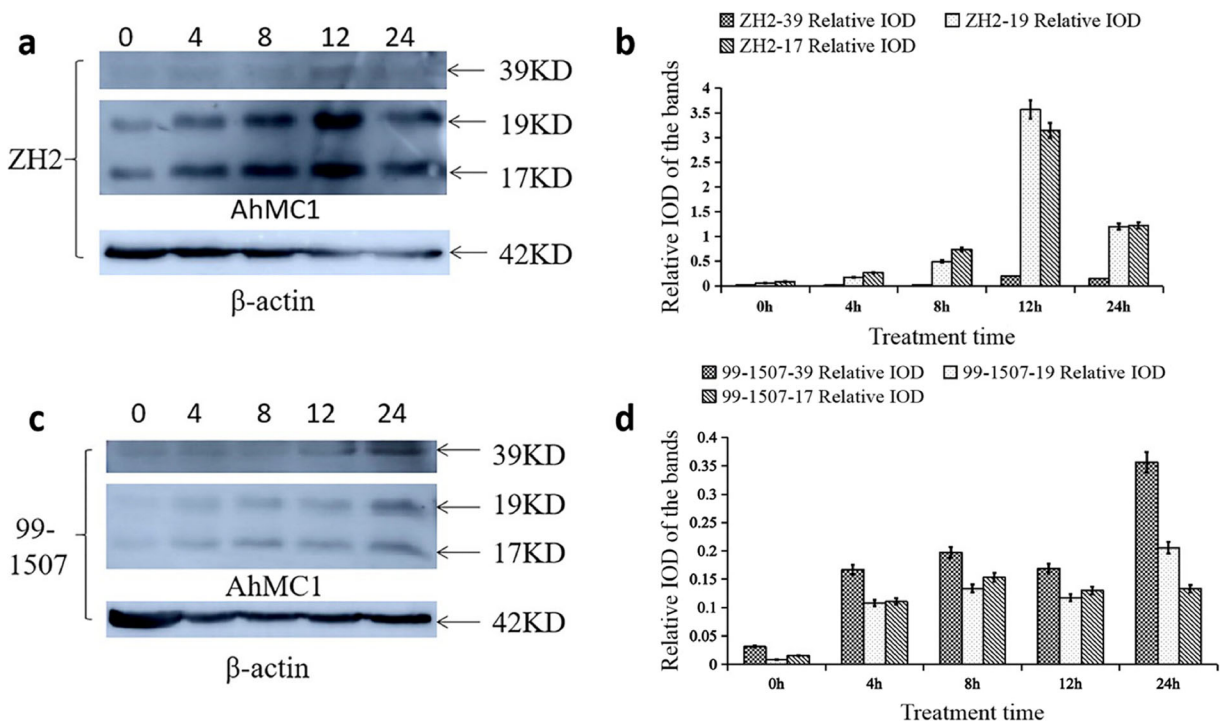 a
0 4 8 12 24
39KD
19KD
ZH2
17KD
AhMC1
42KD
β-actin
b
ZH2-39 Relative IOD ZH2-19 Relative IOD
ZH2-17 Relative IOD
Relative IOD of the bands
4
3.5
3
2.5
2
1.5
1
0.5
0
0h 4h 8h 12h 24h
Treatment time
c
0 4 8 12 24
39KD
19KD
99-
1507
17KD
AhMC1
42KD
β-actin
99-1507-39 Relative IOD 99-1507-19 Relative IOD
99-1507-17 Relative IOD
d
Relative IOD of the bands
0.4
0.35
0.3
0.25
0.2
0.15
0.1
0.05
0
0h 4h 8h 12h 24h
Treatment time